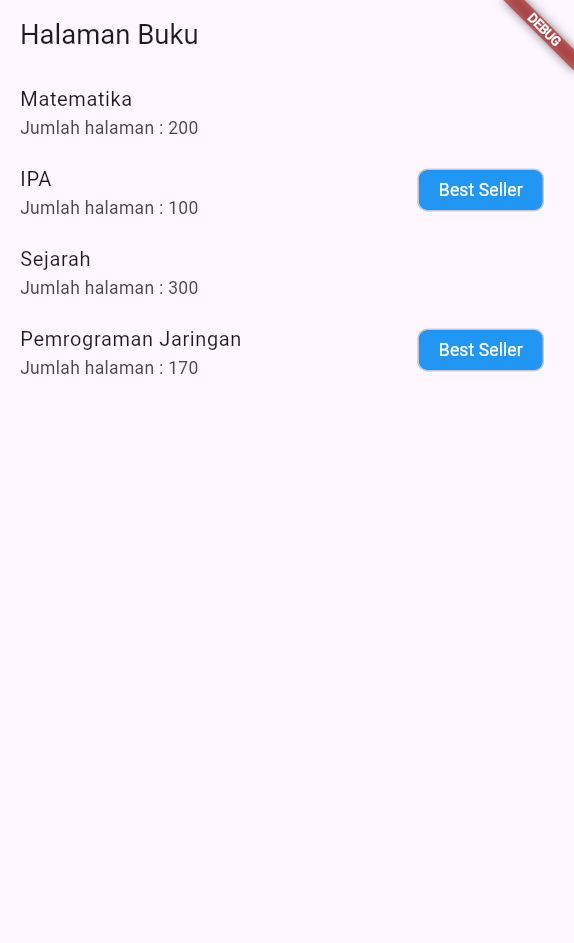 Halaman Buku
DEBUG
Matematika
Jumlah halaman : 200
IPA
Jumlah halaman : 100
Best Seller
Sejarah
Jumlah halaman : 300
Pemrograman Jaringan
Jumlah halaman : 170
Best Seller